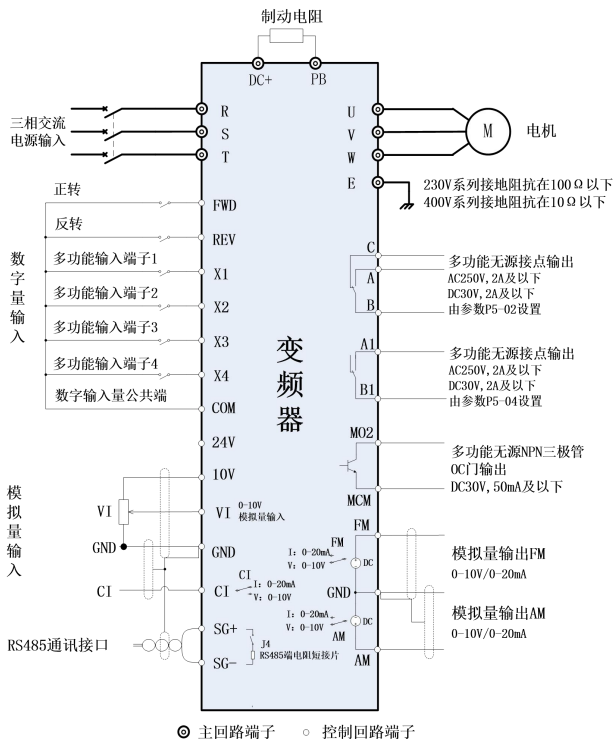 制动电阻
DC+
PB
三相交流
电源输入
R
S
T
U
V
W
M
电机
E
230V系列接地阻抗在100Ω以下
400V系列接地阻抗在10Ω以下
数字量输入
正转
FWD
反转
REV
多功能输入端子1
X1
多功能输入端子2
X2
多功能输入端子3
X3
多功能输入端子4
X4
数字输入量公共端
COM
24V
变频器
C
A
B
多功能无源接点输出
AC250V,2A及以下
DC30V,2A及以下
由参数P5-02设置
A1
B1
多功能无源接点输出
AC250V,2A及以下
DC30V,2A及以下
由参数P5-04设置
MO2
MCM
多功能无源NPN三极管
OC门输出
DC30V,50mA及以下
模拟量输入
10V
VI
VI
0-10V
模拟量输入
GND
GND
CI
CI
CI
I: 0-20mA
V: 0-10V
FM
FM
I: 0-20mA
V: 0-10V
DC
模拟量输出FM
0-10V/0-20mA
GND
I: 0-20mA
V: 0-10V
DC
AM
AM
模拟量输出AM
0-10V/0-20mA
RS485通讯接口
SG+
SG-
J4
RS485端电阻短接片
主回路端子
控制回路端子